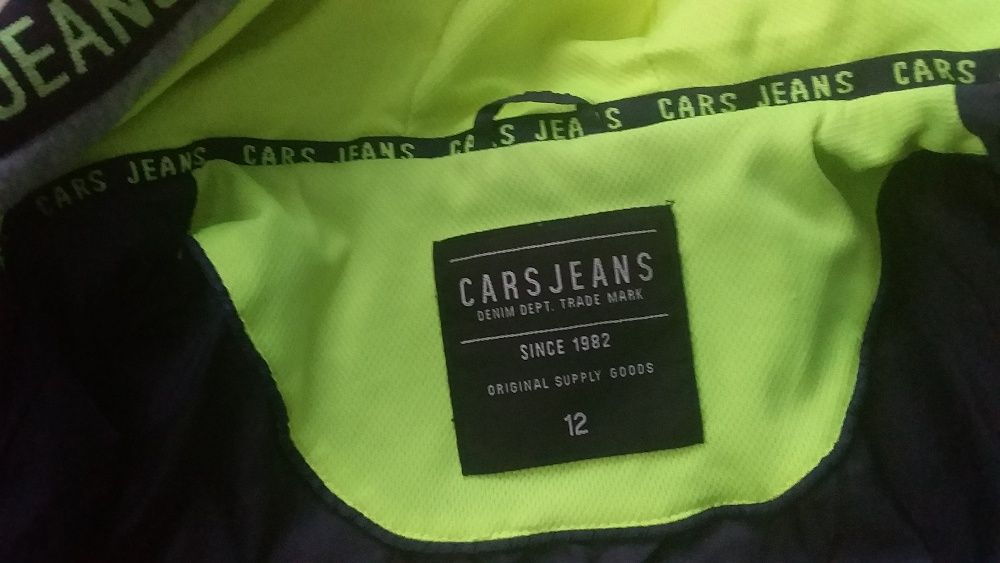 JEANS
CARS JEANS CARS JEANS CARS JEANS CARS JEANS CARS
CARSJEANS
DENIM DEPT. TRADE MARK
SINCE 1982
ORIGINAL SUPPLY GOODS
12